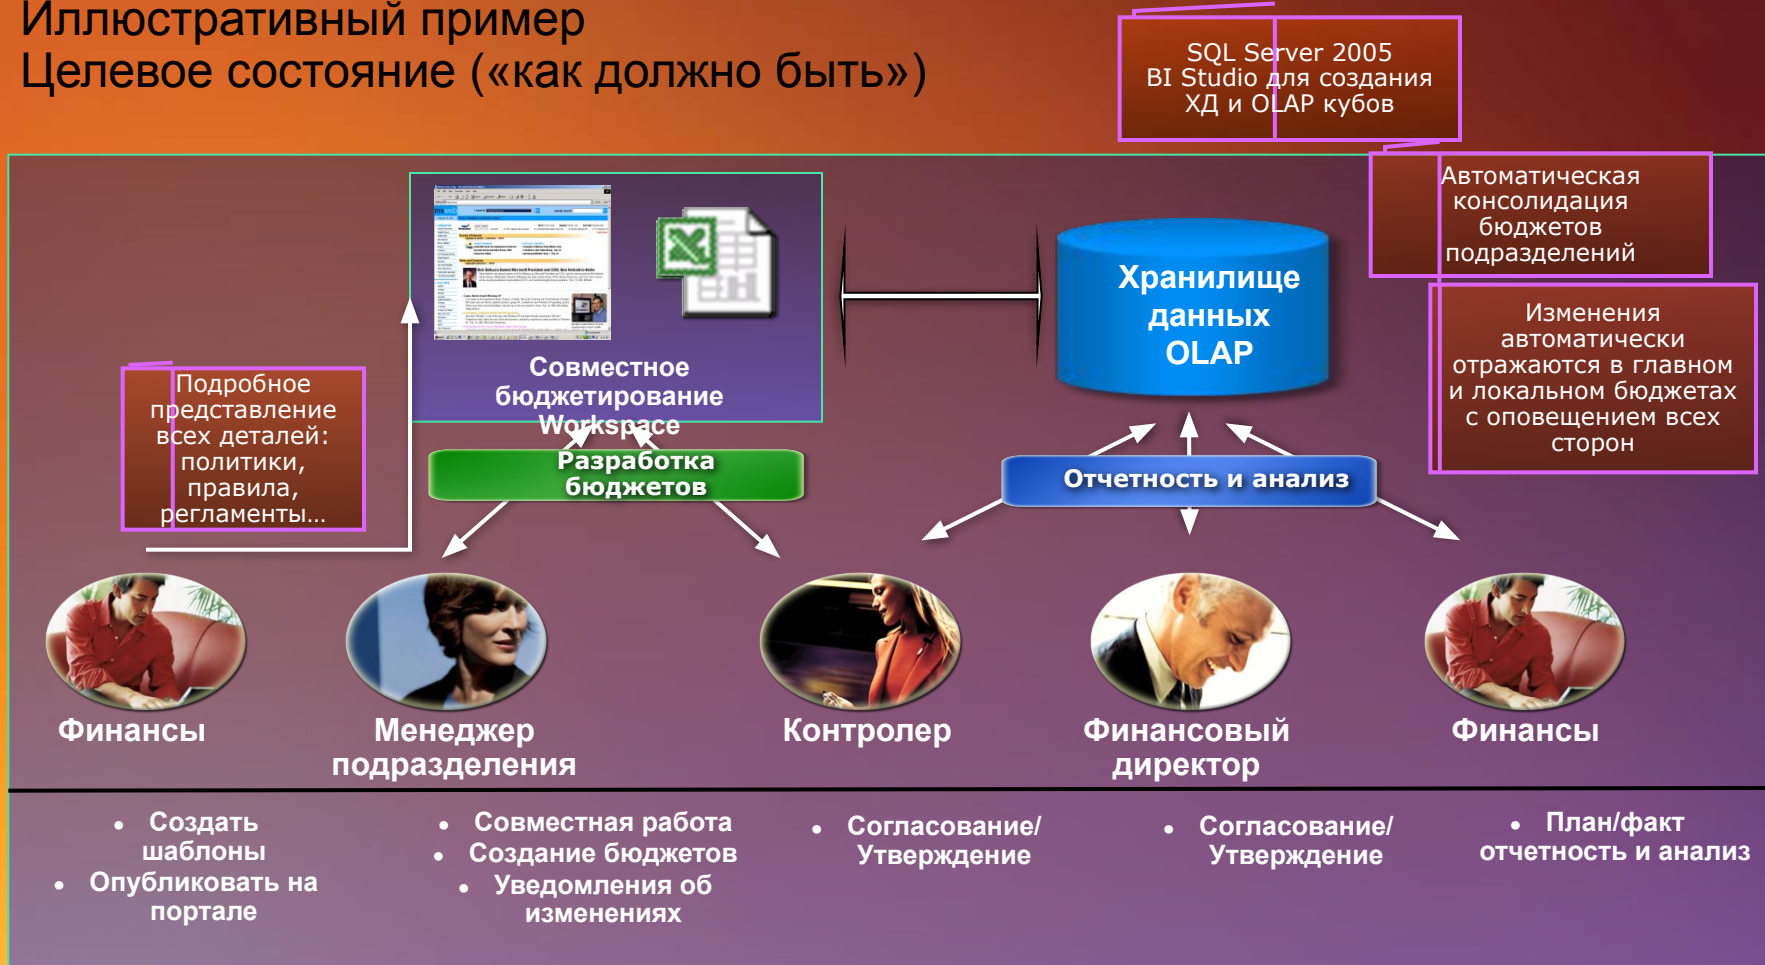 Иллюстративный пример
Целевое состояние («как должно быть»)
SQL Server 2005
BI Studio для создания
ХД и OLAP кубов
Автоматическая
консолидация
бюджетов
подразделений
Изменения
автоматически
отражаются в главном
и локальном бюджетах
с оповещением всех
сторон
Хранилище
данных
OLAP
Совместное
бюджетирование
Workspace
Подробное
представление
всех деталей:
политики,
правила,
регламенты...
Разработка
бюджетов
Отчетность и анализ
Финансы
Менеджер
подразделения
Контролер
Финансовый
директор
Финансы
• Создать
шаблоны
• Опубликовать на
портале
• Совместная работа
• Создание бюджетов
• Уведомления об
изменениях
• Согласование/
Утверждение
• Согласование/
Утверждение
• План/факт
отчетность и анализ